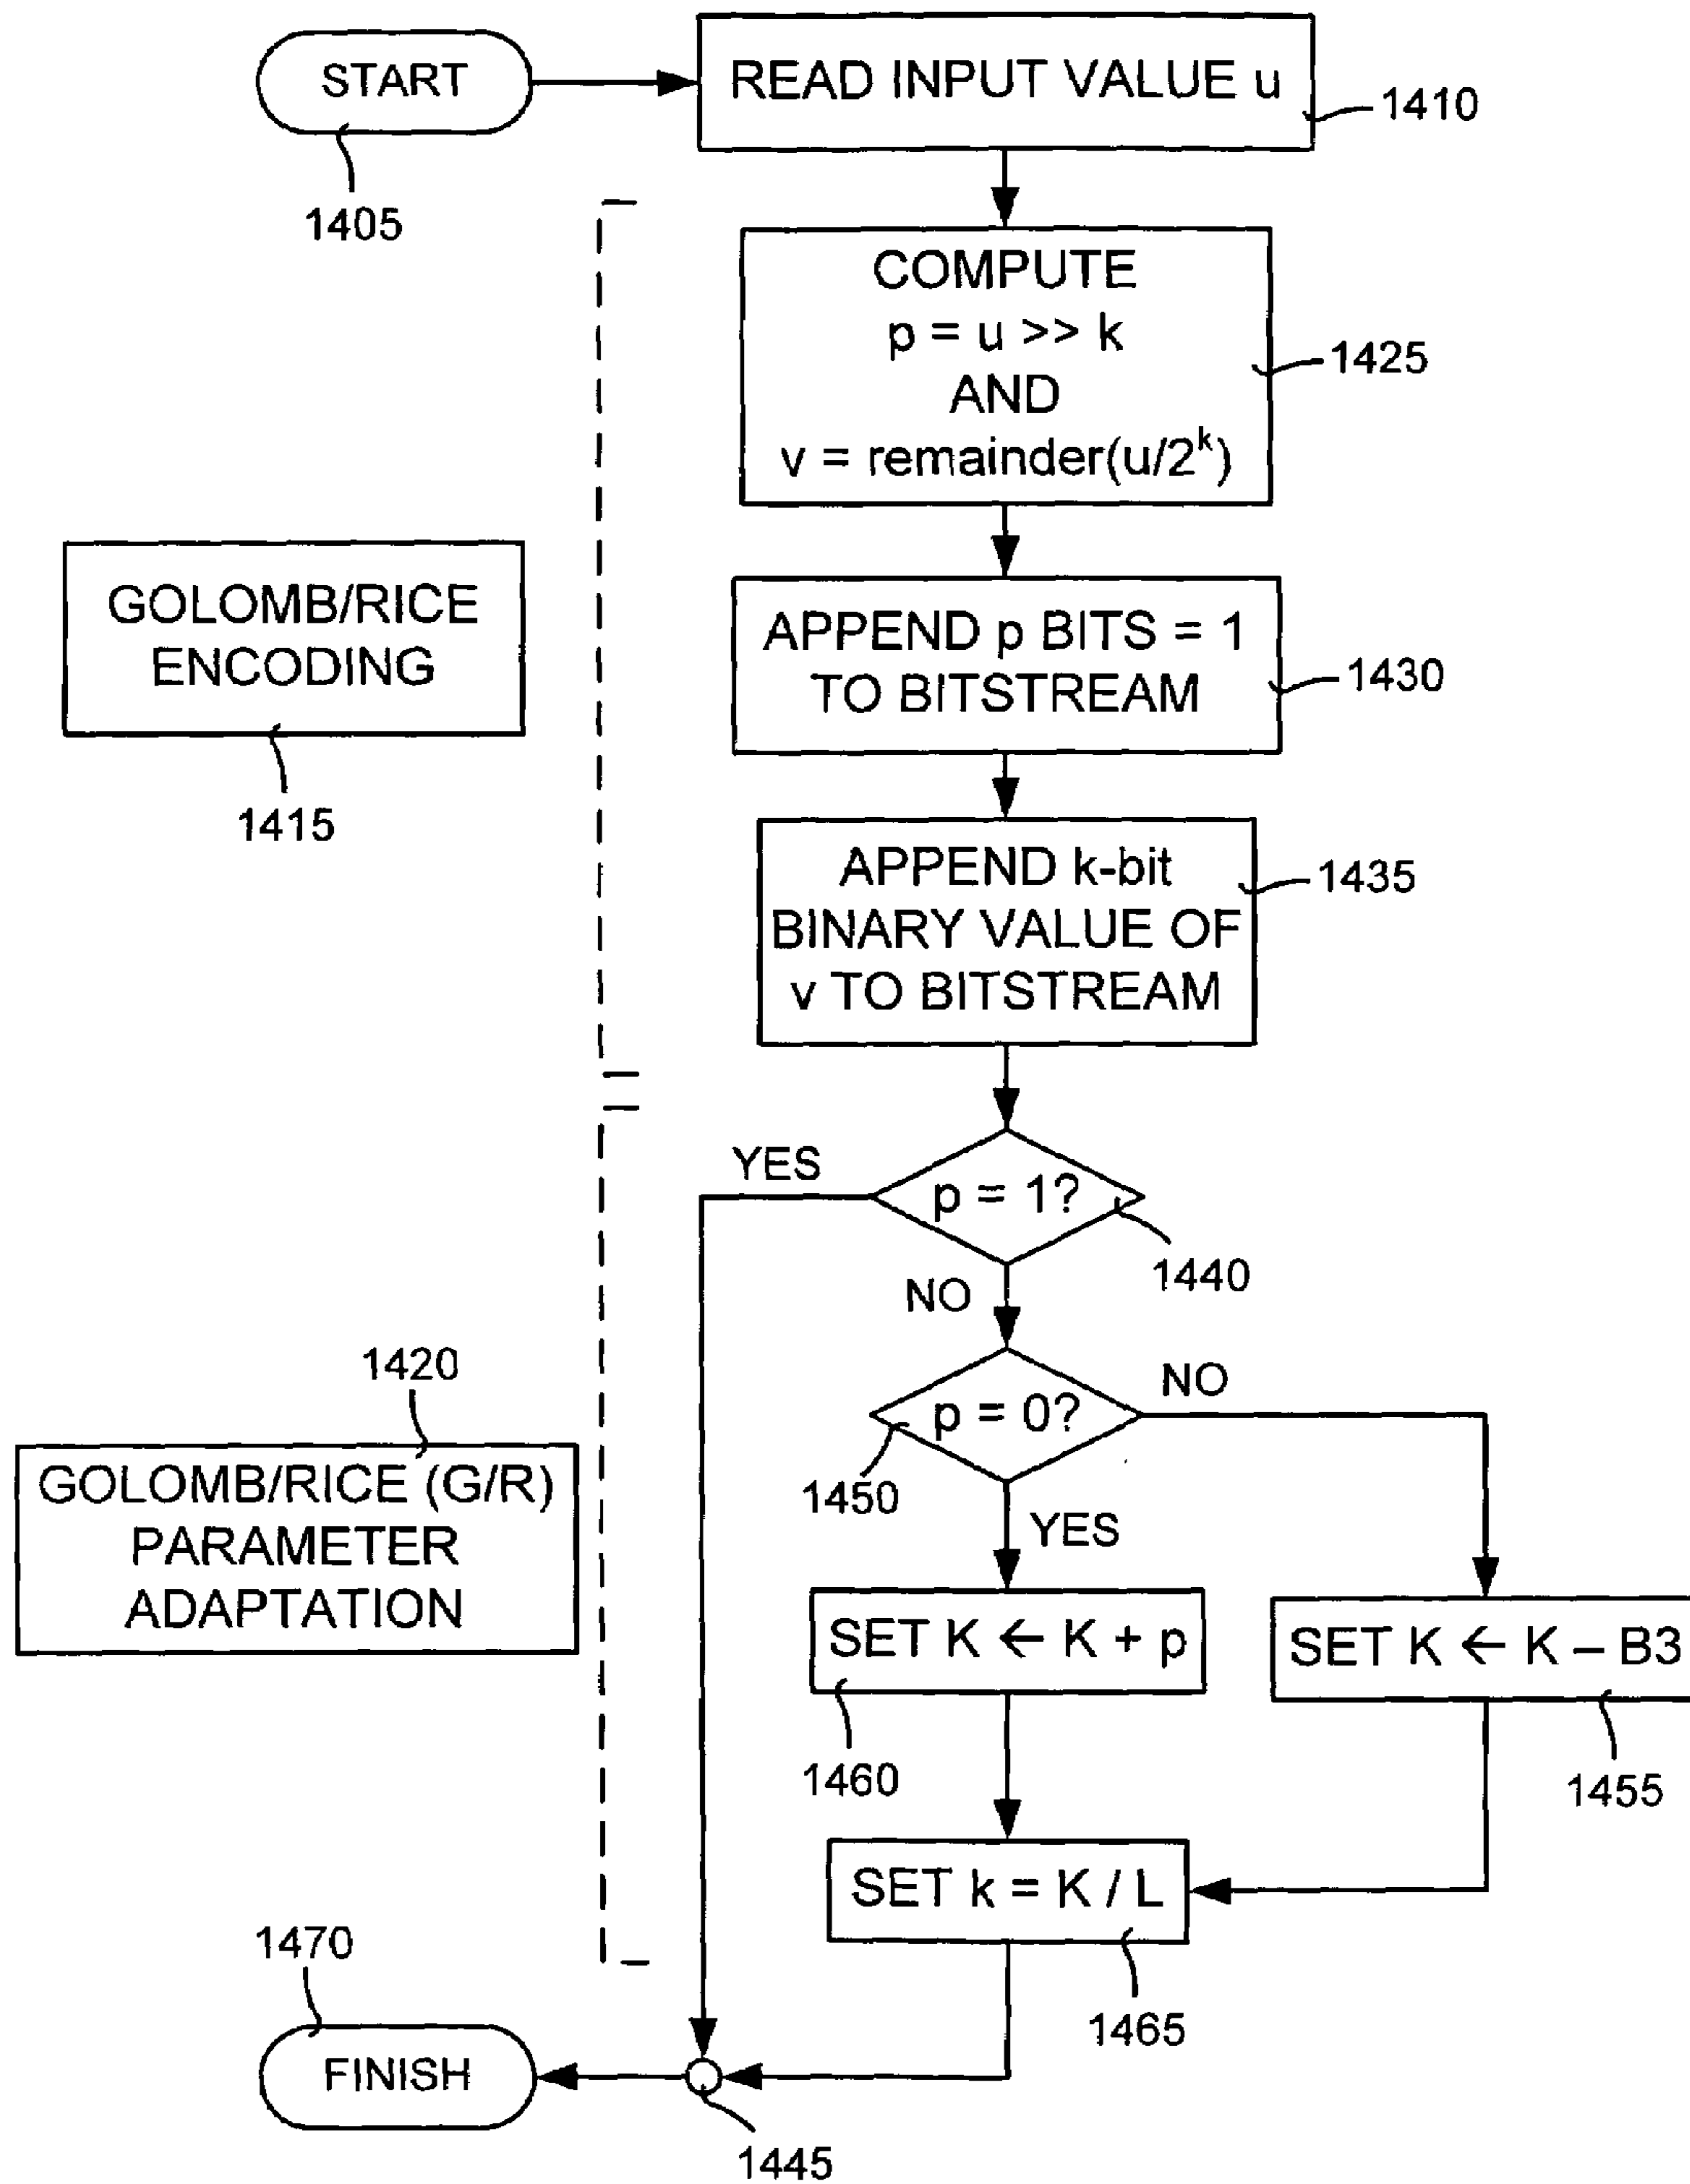 START
READ INPUT VALUE u
1410
1405
COMPUTE
p = u >> k
AND
v = remainder(u/2^k)
1425
GOLOMB/RICE
ENCODING
1415
APPEND p BITS = 1
TO BITSTREAM
1430
APPEND k-bit
BINARY VALUE OF
v TO BITSTREAM
1435
YES
p = 1?
1440
NO
1420
GOLOMB/RICE (G/R)
PARAMETER
ADAPTATION
p = 0?
NO
1450
YES
SET K ← K + p
SET K ← K – B3
1460
1455
SET k = K / L
1465
1470
FINISH
1445